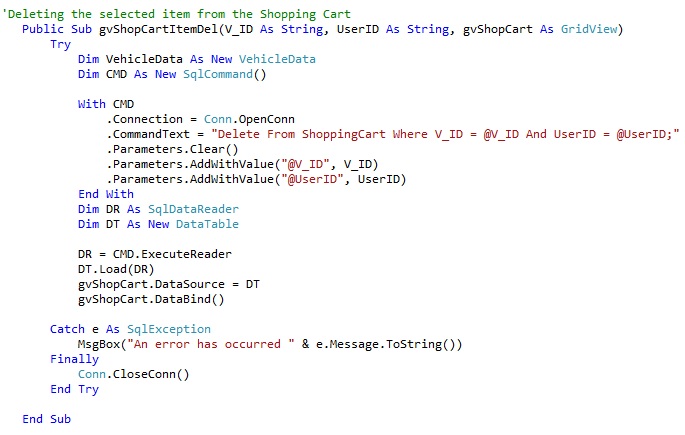 'Deleting the selected item from the Shopping Cart
Public Sub gvShopCartItemDel(V_ID As String, UserID As String, gvShopCart As GridView)
Try
Dim VehicleData As New VehicleData
Dim CMD As New SqlCommand()
With CMD
.Connection = Conn.OpenConn
.CommandText = "Delete From ShoppingCart Where V_ID = @V_ID And UserID = @UserID;"
.Parameters.Clear()
.Parameters.AddWithValue("@V_ID", V_ID)
.Parameters.AddWithValue("@UserID", UserID)
End With
Dim DR As SqlDataReader
Dim DT As New DataTable
DR = CMD.ExecuteReader
DT.Load(DR)
gvShopCart.DataSource = DT
gvShopCart.DataBind()
Catch e As SqlException
MsgBox("An error has occurred " & e.Message.ToString())
Finally
Conn.CloseConn()
End Try
End Sub